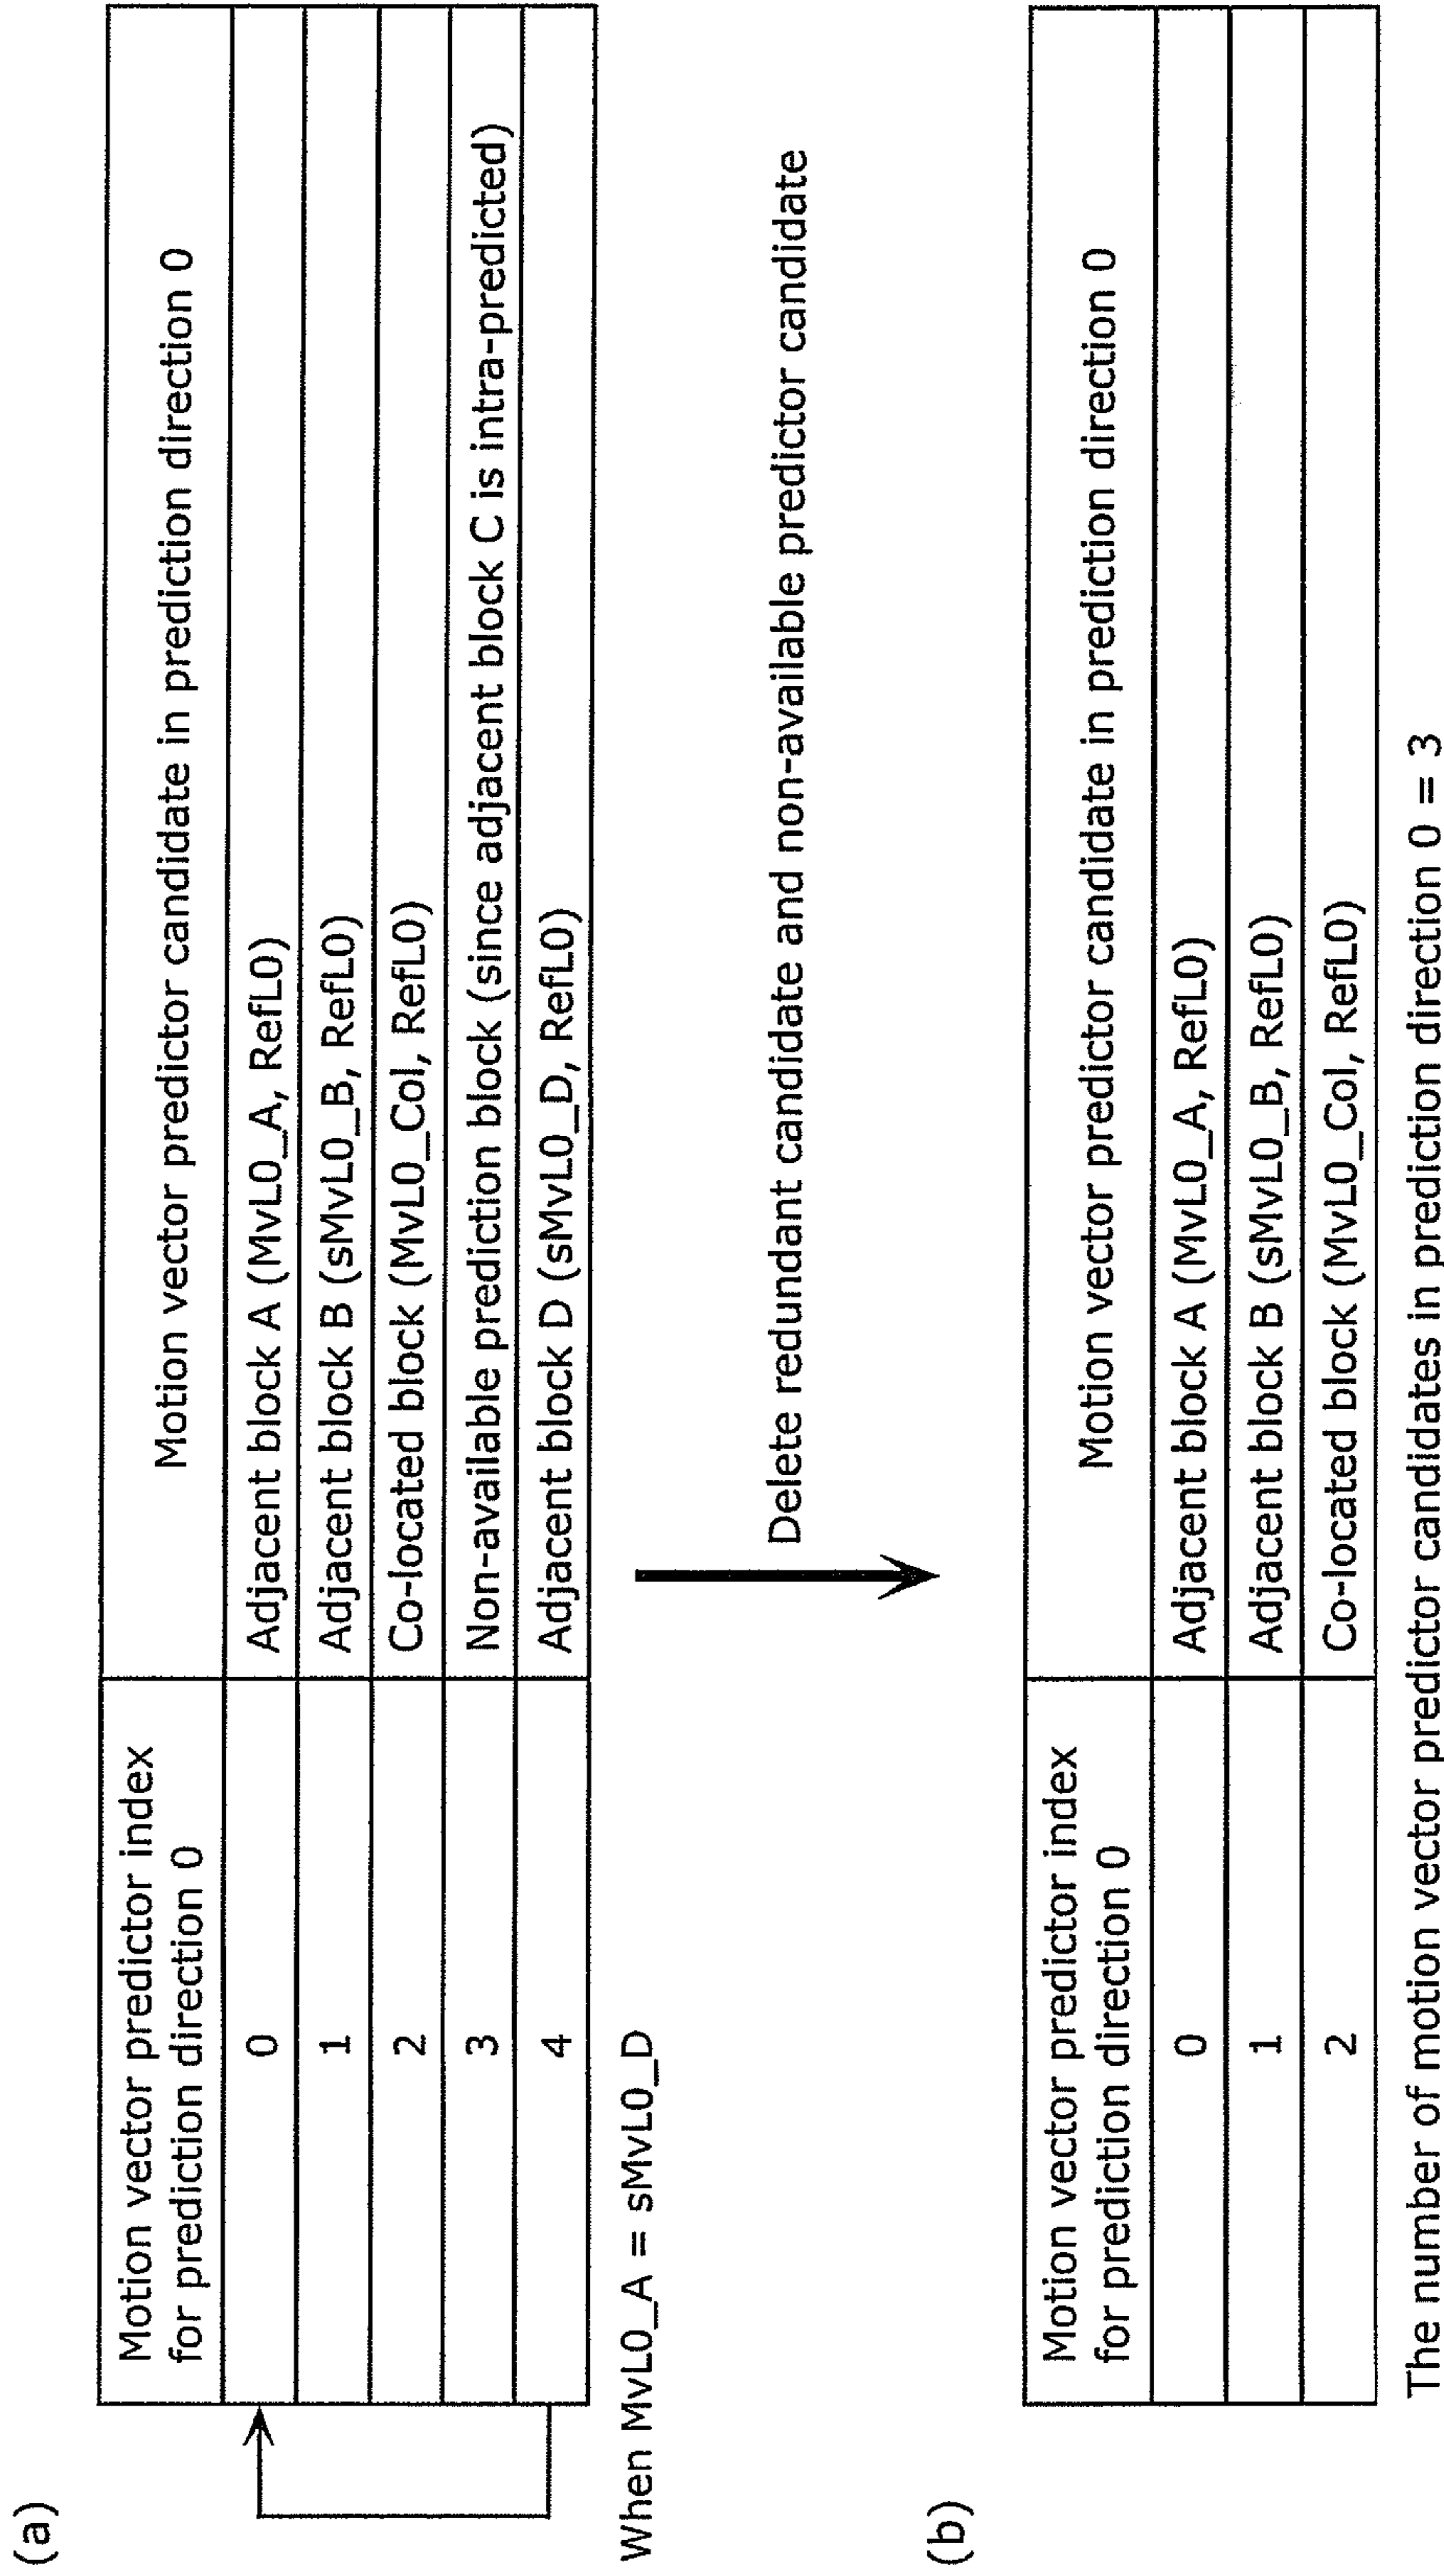 (a)
Motion vector predictor index
for prediction direction 0
Motion vector predictor candidate in prediction direction 0
0
Adjacent block A (MvL0_A, RefL0)
1
Adjacent block B (sMvL0_B, RefL0)
2
Co-located block (MvL0_Col, RefL0)
3
Non-available prediction block (since adjacent block C is intra-predicted)
4
Adjacent block D (sMvL0_D, RefL0)
When MvL0_A = sMvL0_D
Delete redundant candidate and non-available predictor candidate
(b)
Motion vector predictor index
for prediction direction 0
Motion vector predictor candidate in prediction direction 0
0
Adjacent block A (MvL0_A, RefL0)
1
Adjacent block B (sMvL0_B, RefL0)
2
Co-located block (MvL0_Col, RefL0)
The number of motion vector predictor candidates in prediction direction 0 = 3